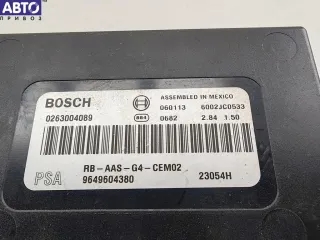 АВТО
ПРИВОЗ
BOSCH
ASSEMBLED IN MEXICO
060113 6002JC0533
0263004089
864 0682 2.84 1.50
RB-AAS-G4-CEM02
PSA 9649604380 23054H